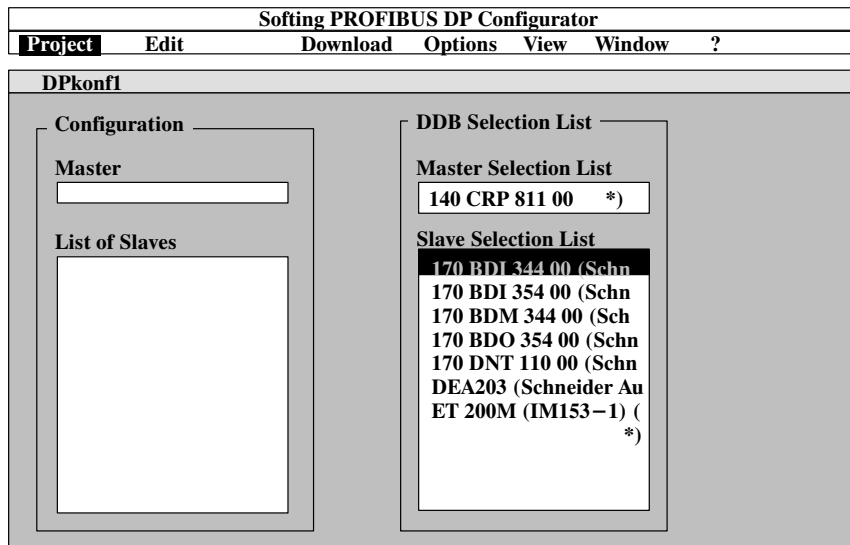 Softing PROFIBUS DP Configurator
Project Edit Download Options View Window ?
DPkonf1
Configuration
Master
List of Slaves
DDB Selection List
Master Selection List
140 CRP 811 00 *)
Slave Selection List
170 BDI 344 00 (Schn
170 BDI 354 00 (Schn
170 BDM 344 00 (Sch
170 BDO 354 00 (Schn
170 DNT 110 00 (Schn
DEA203 (Schneider Au
ET 200M (IM153−1) (
*)